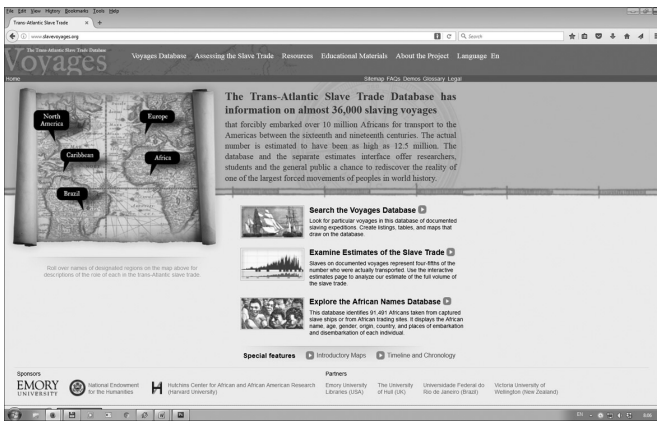 File Edit View History Bookmarks Tools Help
Trans-Atlantic Slave Trade × +
www.slavevoyages.org
Search
The Trans-Atlantic Slave Trade Database
Voyages
Voyages Database Assessing the Slave Trade Resources Educational Materials About the Project Language En
Home
Sitemap FAQs Demos Glossary Legal
North
America
Europe
Caribbean
Africa
Brazil
Roll over names of designated regions on the map above for
descriptions of the role of each in the trans-Atlantic slave trade.
The Trans-Atlantic Slave Trade Database has
information on almost 36,000 slaving voyages
that forcibly embarked over 10 million Africans for transport to the
Americas between the sixteenth and nineteenth centuries. The actual
number is estimated to have been as high as 12.5 million. The
database and the separate estimates interface offer researchers,
students and the general public a chance to rediscover the reality of
one of the largest forced movements of peoples in world history.
Search the Voyages Database
Look for particular voyages in this database of documented
slaving expeditions. Create listings, tables, and maps that
draw on the database.
Examine Estimates of the Slave Trade
Slaves on documented voyages represent four-fifths of the
number who were actually transported. Use the interactive
estimates page to analyze our estimate of the full volume of
the slave trade.
Explore the African Names Database
This database identifies 91,491 Africans taken from captured
slave ships or from African trading sites. It displays the African
name, age, gender, origin, country, and places of embarkation
and disembarkation of each individual.
Special features Introductory Maps Timeline and Chronology
Sponsors
EMORY
UNIVERSITY
National Endowment
for the Humanities
Hutchins Center for African and African American Research
(Harvard University)
Partners
Emory University
Libraries (USA)
The University
of Hull (UK)
Universidade Federal do
Rio de Janeiro (Brazil)
Victoria University of
Wellington (New Zealand)
EN